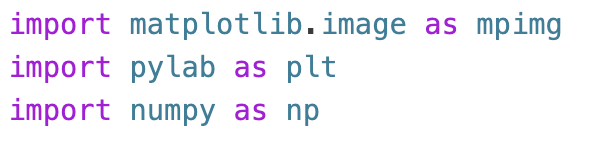 import matplotlib.image as mpimg
import pylab as plt
import numpy as np